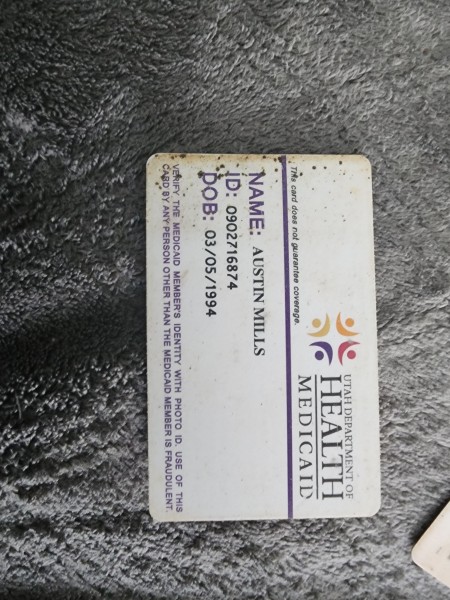 UTAH DEPARTMENT OF
HEALTH
MEDICAID
This card does not guarantee coverage.
NAME: AUSTIN MILLS
ID: 0902716874
DOB: 03/05/1994
VERIFY THE MEDICAID MEMBER'S IDENTITY WITH PHOTO ID. USE OF THIS
CARD BY ANY PERSON OTHER THAN THE MEDICAID MEMBER IS FRAUDULENT.